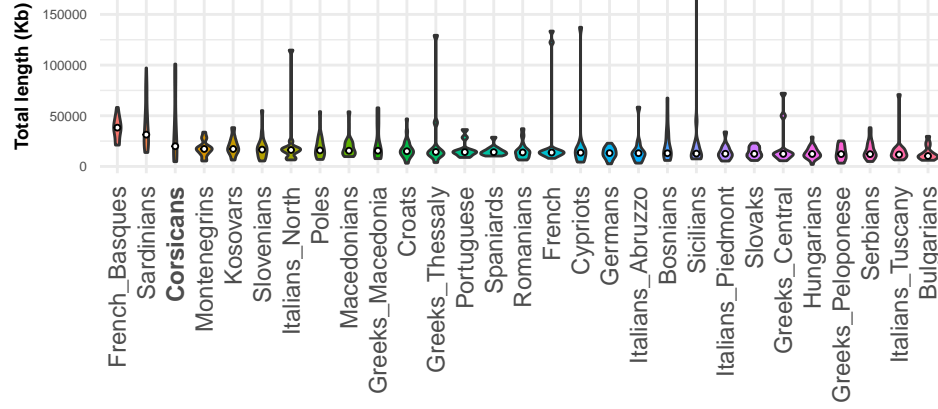 Total length (Kb)
150000
100000
50000
0
French_Basques
Sardinians
Corsicans
Montenegrins
Kosovars
Slovenians
Italians_North
Poles
Macedonians
Greeks_Macedonia
Croats
Greeks_Thessaly
Portuguese
Spaniards
Romanians
French
Cypriots
Germans
Italians_Abruzzo
Bosnians
Sicilians
Italians_Piedmont
Slovaks
Greeks_Central
Hungarians
Greeks_Peloponese
Serbians
Italians_Tuscany
Bulgarians